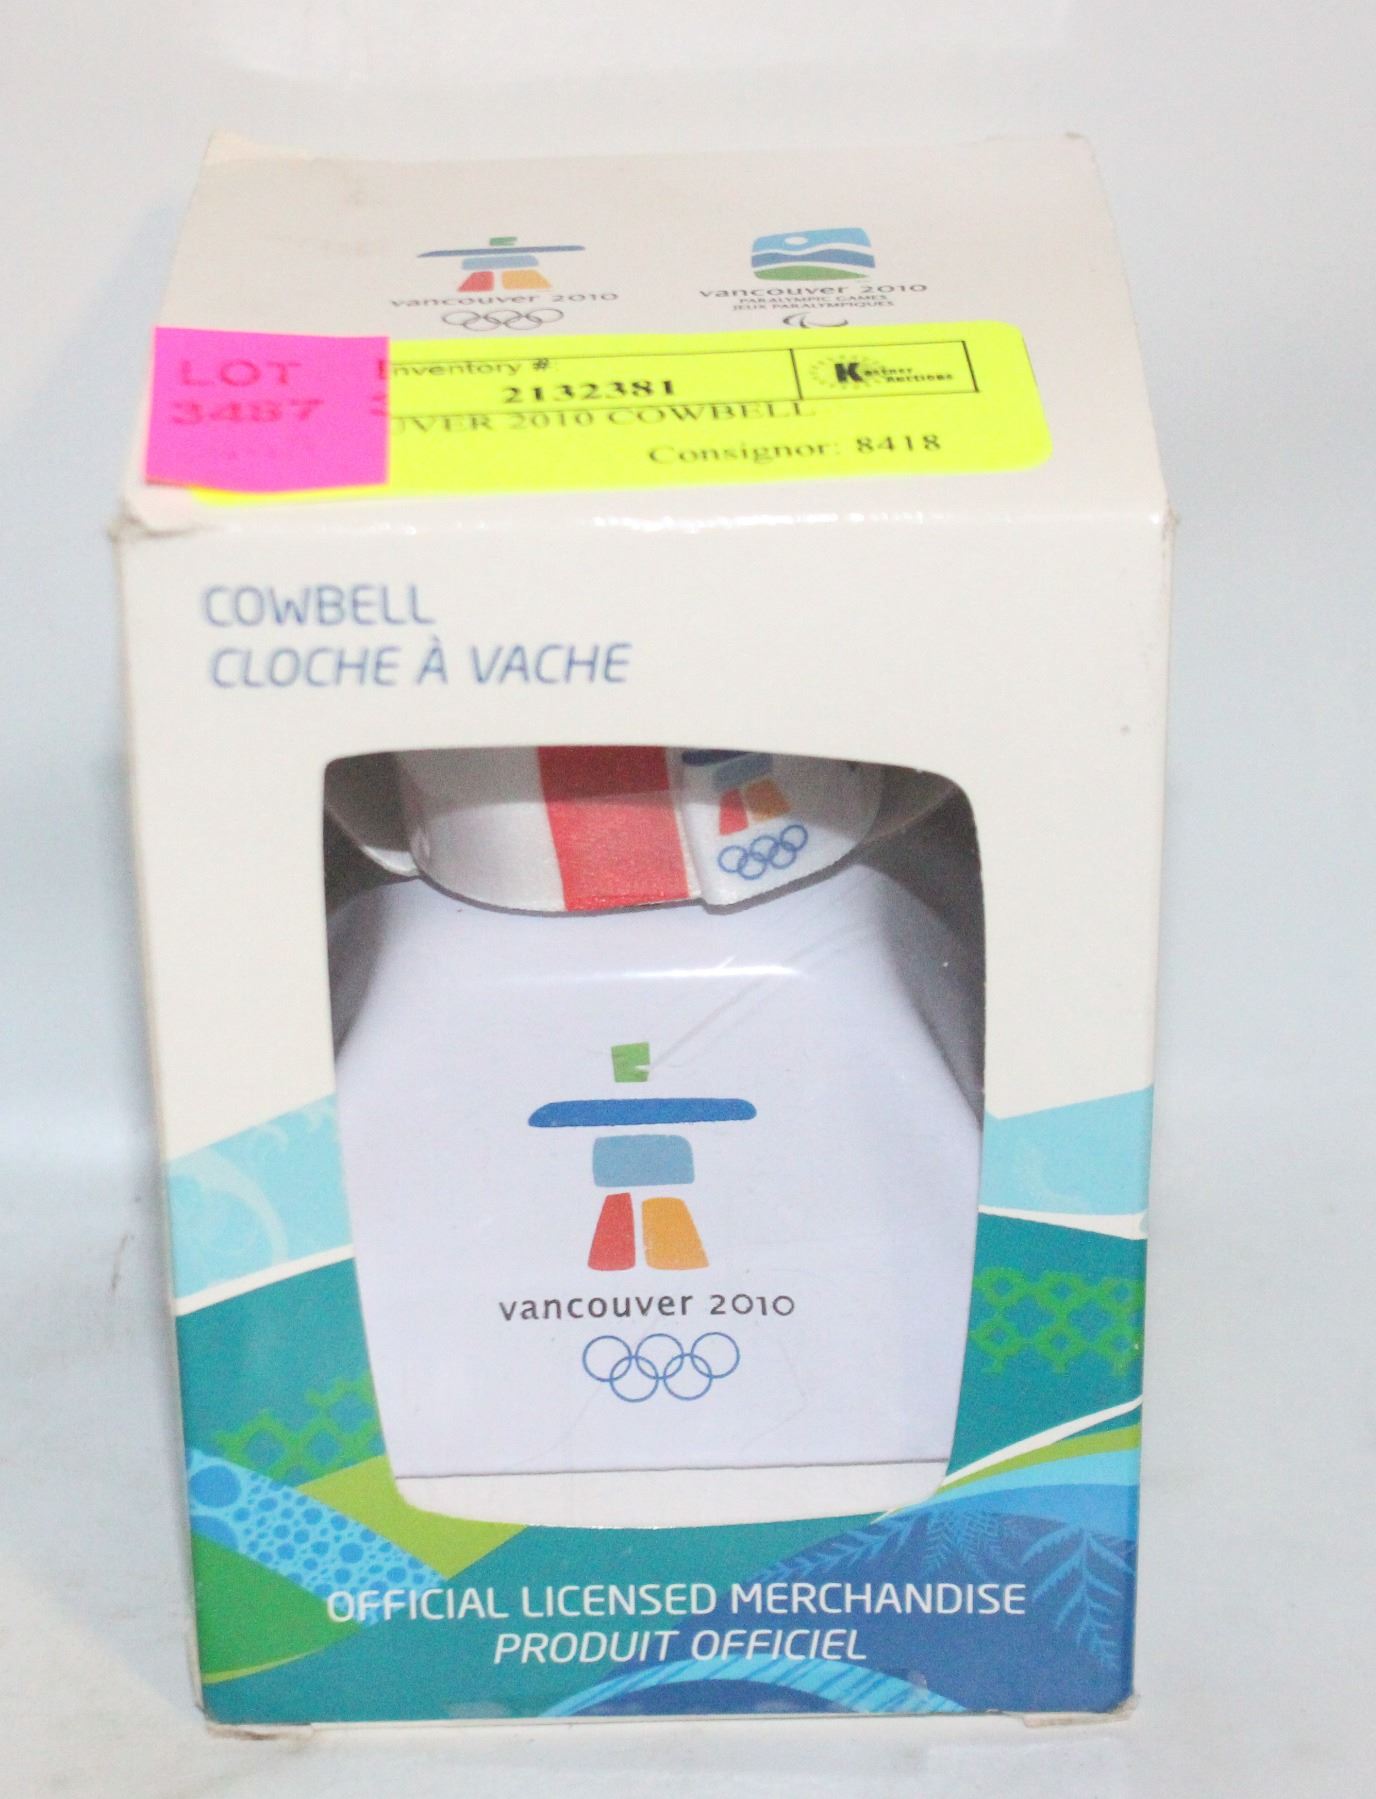 vancouver 2010
vancouver 2010
PARALYMPIC GAMES
JEUX PARALYMPIQUES
LOT
3487
Inventory #
2132381
UVER 2010 COWBELL
Consignor: 8418
COWBELL
CLOCHE À VACHE
vancouver 2010
OFFICIAL LICENSED MERCHANDISE
PRODUIT OFFICIEL